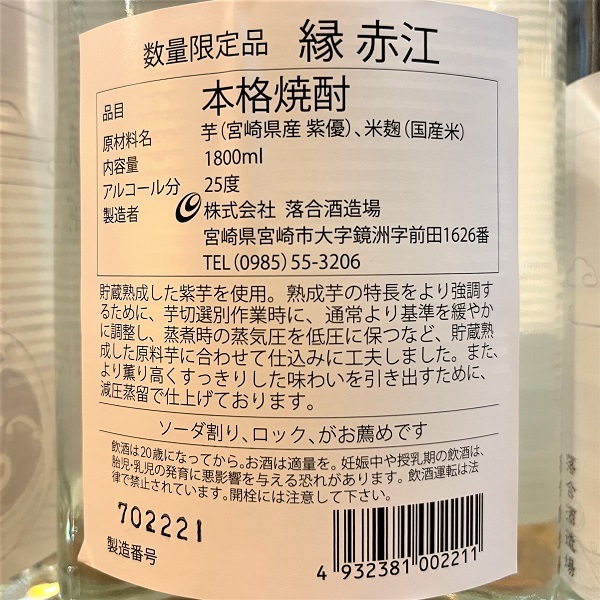 数量限定品 縁 赤江
品目 本格焼酎
原材料名 芋(宮崎県産 紫優)、米麹(国産米)
内容量 1800ml
アルコール分 25度
製造者 株式会社 落合酒造場
宮崎県宮崎市大字鏡洲字前田1626番
TEL(0985)55-3206
貯蔵熟成した紫芋を使用。熟成芋の特長をより強調す
るために、芋切選別作業時に、通常より基準を緩やか
に調整し、蒸煮時の蒸気圧を低圧に保つなど、貯蔵熟
成した原料芋に合わせて仕込みに工夫しました。また、
より薫り高くすっきりした味わいを引き出すために、
減圧蒸留で仕上げております。
ソーダ割り、ロック、がお薦めです
飲酒は20歳になってから。お酒は適量を。妊娠中や授乳期の飲酒は、
胎児・乳児の発育に悪影響を与える恐れがあります。飲酒運転は法
律で禁止されています。開栓には注意して下さい。
702221
製造番号
4 932381 002211
落合酒造場